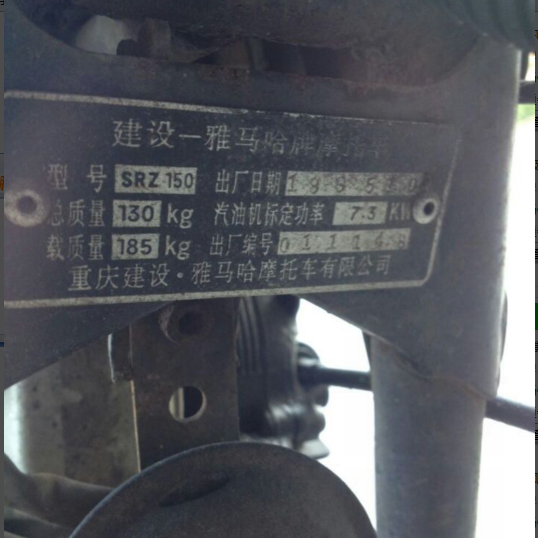 建设—雅马哈牌摩托车
型号 SRZ 150 出厂日期
总质量 130 kg 汽油机标定功率 7.3 KW
载质量 185 kg 出厂编号
重庆建设·雅马哈摩托车有限公司